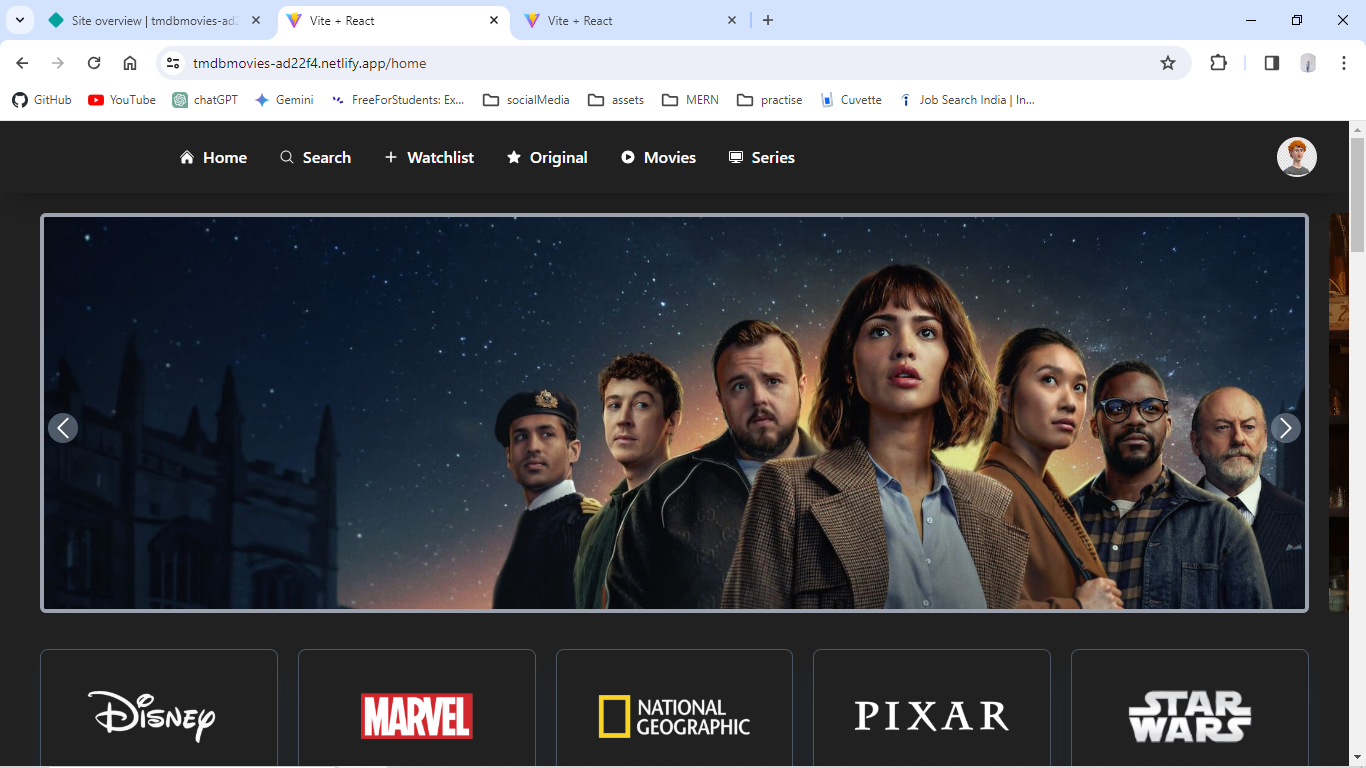 Site overview | tmdbmovies-ad2
Vite + React
Vite + React
tmdbmovies-ad22f4.netlify.app/home
GitHub YouTube chatGPT Gemini FreeForStudents: Ex... socialMedia assets MERN practise Cuvette Job Search India | In...
Home Search Watchlist Original Movies Series
DISNEY
MARVEL
NATIONAL
GEOGRAPHIC
PIXAR
STAR
WARS